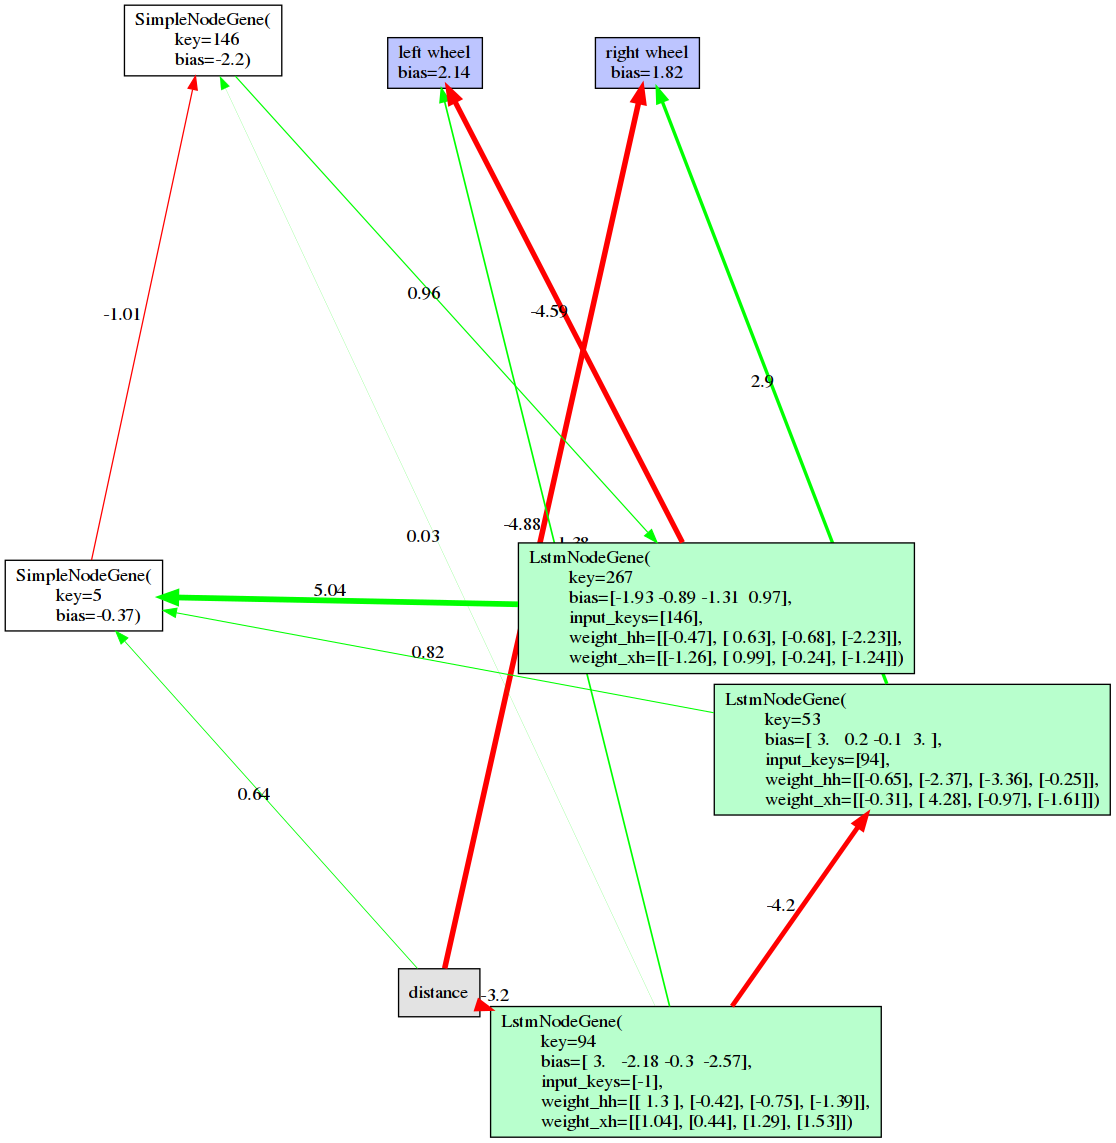 SimpleNodeGene(
key=146
bias=-2.2)
left wheel
bias=2.14
right wheel
bias=1.82
0.96
-4.59
-1.01
2.9
-4.88
0.03
SimpleNodeGene(
key=5
bias=-0.37)
5.04
0.82
LstmNodeGene(
key=267
bias=[-1.93 -0.89 -1.31 0.97],
input_keys=[146],
weight_hh=[[-0.47], [ 0.63], [-0.68], [-2.23]],
weight_xh=[[-1.26], [ 0.99], [-0.24], [-1.24]])
LstmNodeGene(
key=53
bias=[ 3. 0.2 -0.1 3. ],
input_keys=[94],
weight_hh=[[-0.65], [-2.37], [-3.36], [-0.25]],
weight_xh=[[-0.31], [ 4.28], [-0.97], [-1.61]])
0.64
-4.2
distance
-3.2
LstmNodeGene(
key=94
bias=[ 3. -2.18 -0.3 -2.57],
input_keys=[-1],
weight_hh=[[ 1.3 ], [-0.42], [-0.75], [-1.39]],
weight_xh=[[1.04], [0.44], [1.29], [1.53]])